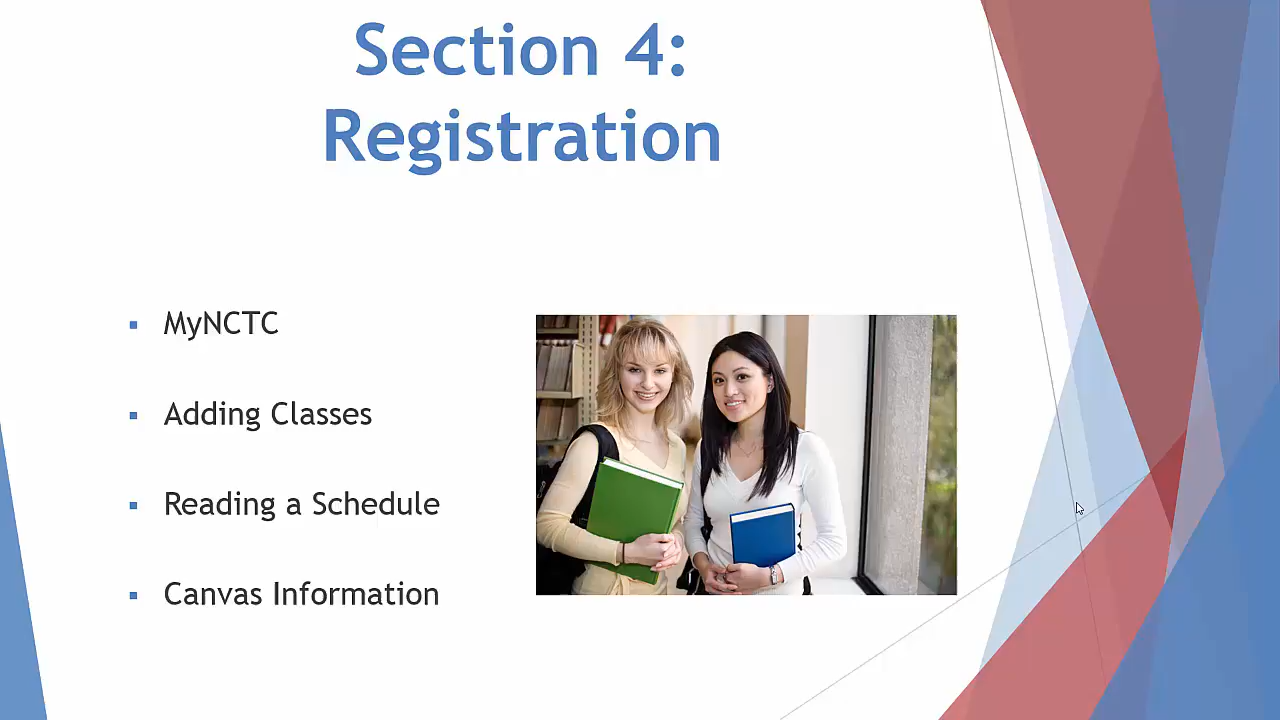 Section 4:
Registration
MyNCTC
Adding Classes
Reading a Schedule
Canvas Information